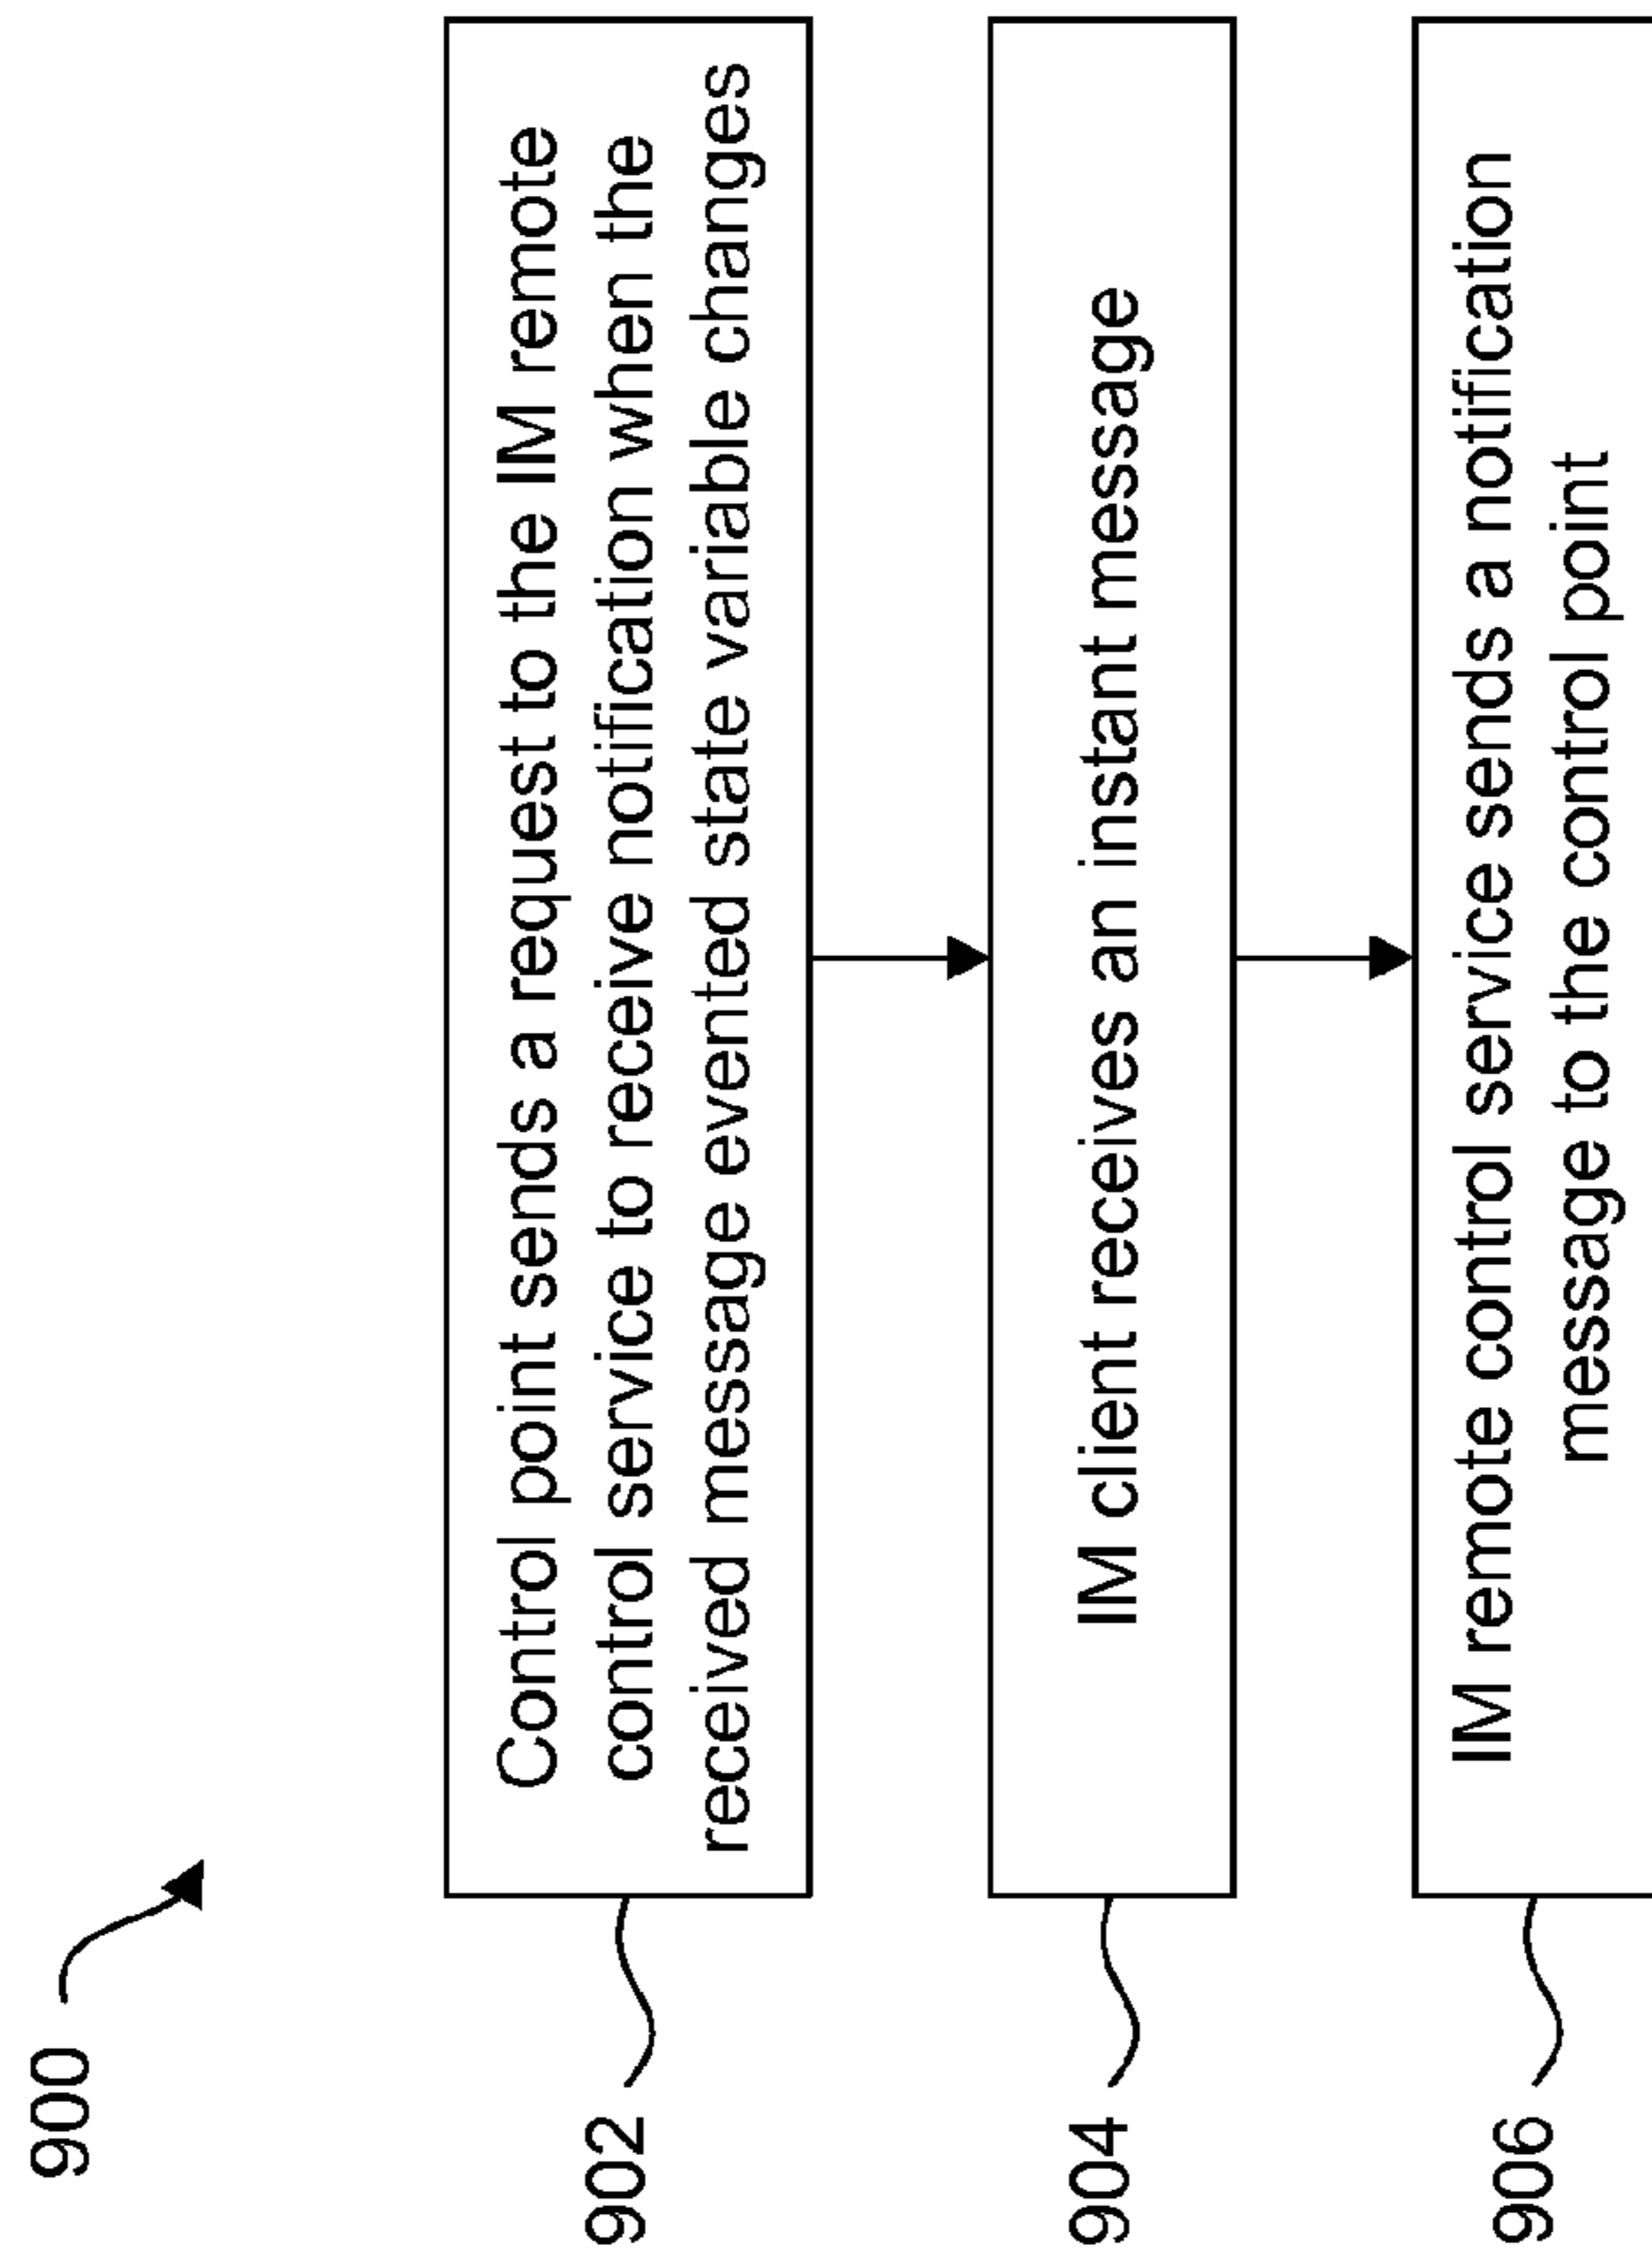 900
902
Control point sends a request to the IM remote
control service to receive notification when the
received message evented state variable changes
904
IM client receives an instant message
906
IM remote control service sends a notification
message to the control point